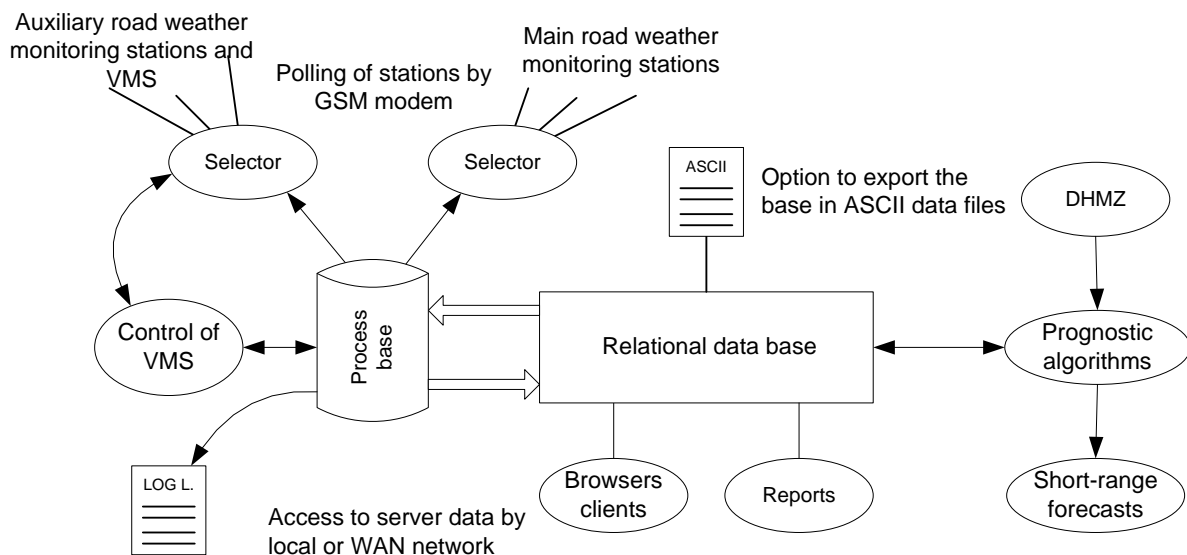 Auxiliary road weather
monitoring stations and
VMS
Polling of stations by
GSM modem
Main road weather
monitoring stations
Selector
Selector
ASCII
Option to export the
base in ASCII data files
DHMZ
Control of
VMS
Process
base
Relational data base
Prognostic
algorithms
LOG L.
Access to server data by
local or WAN network
Browsers
clients
Reports
Short-range
forecasts